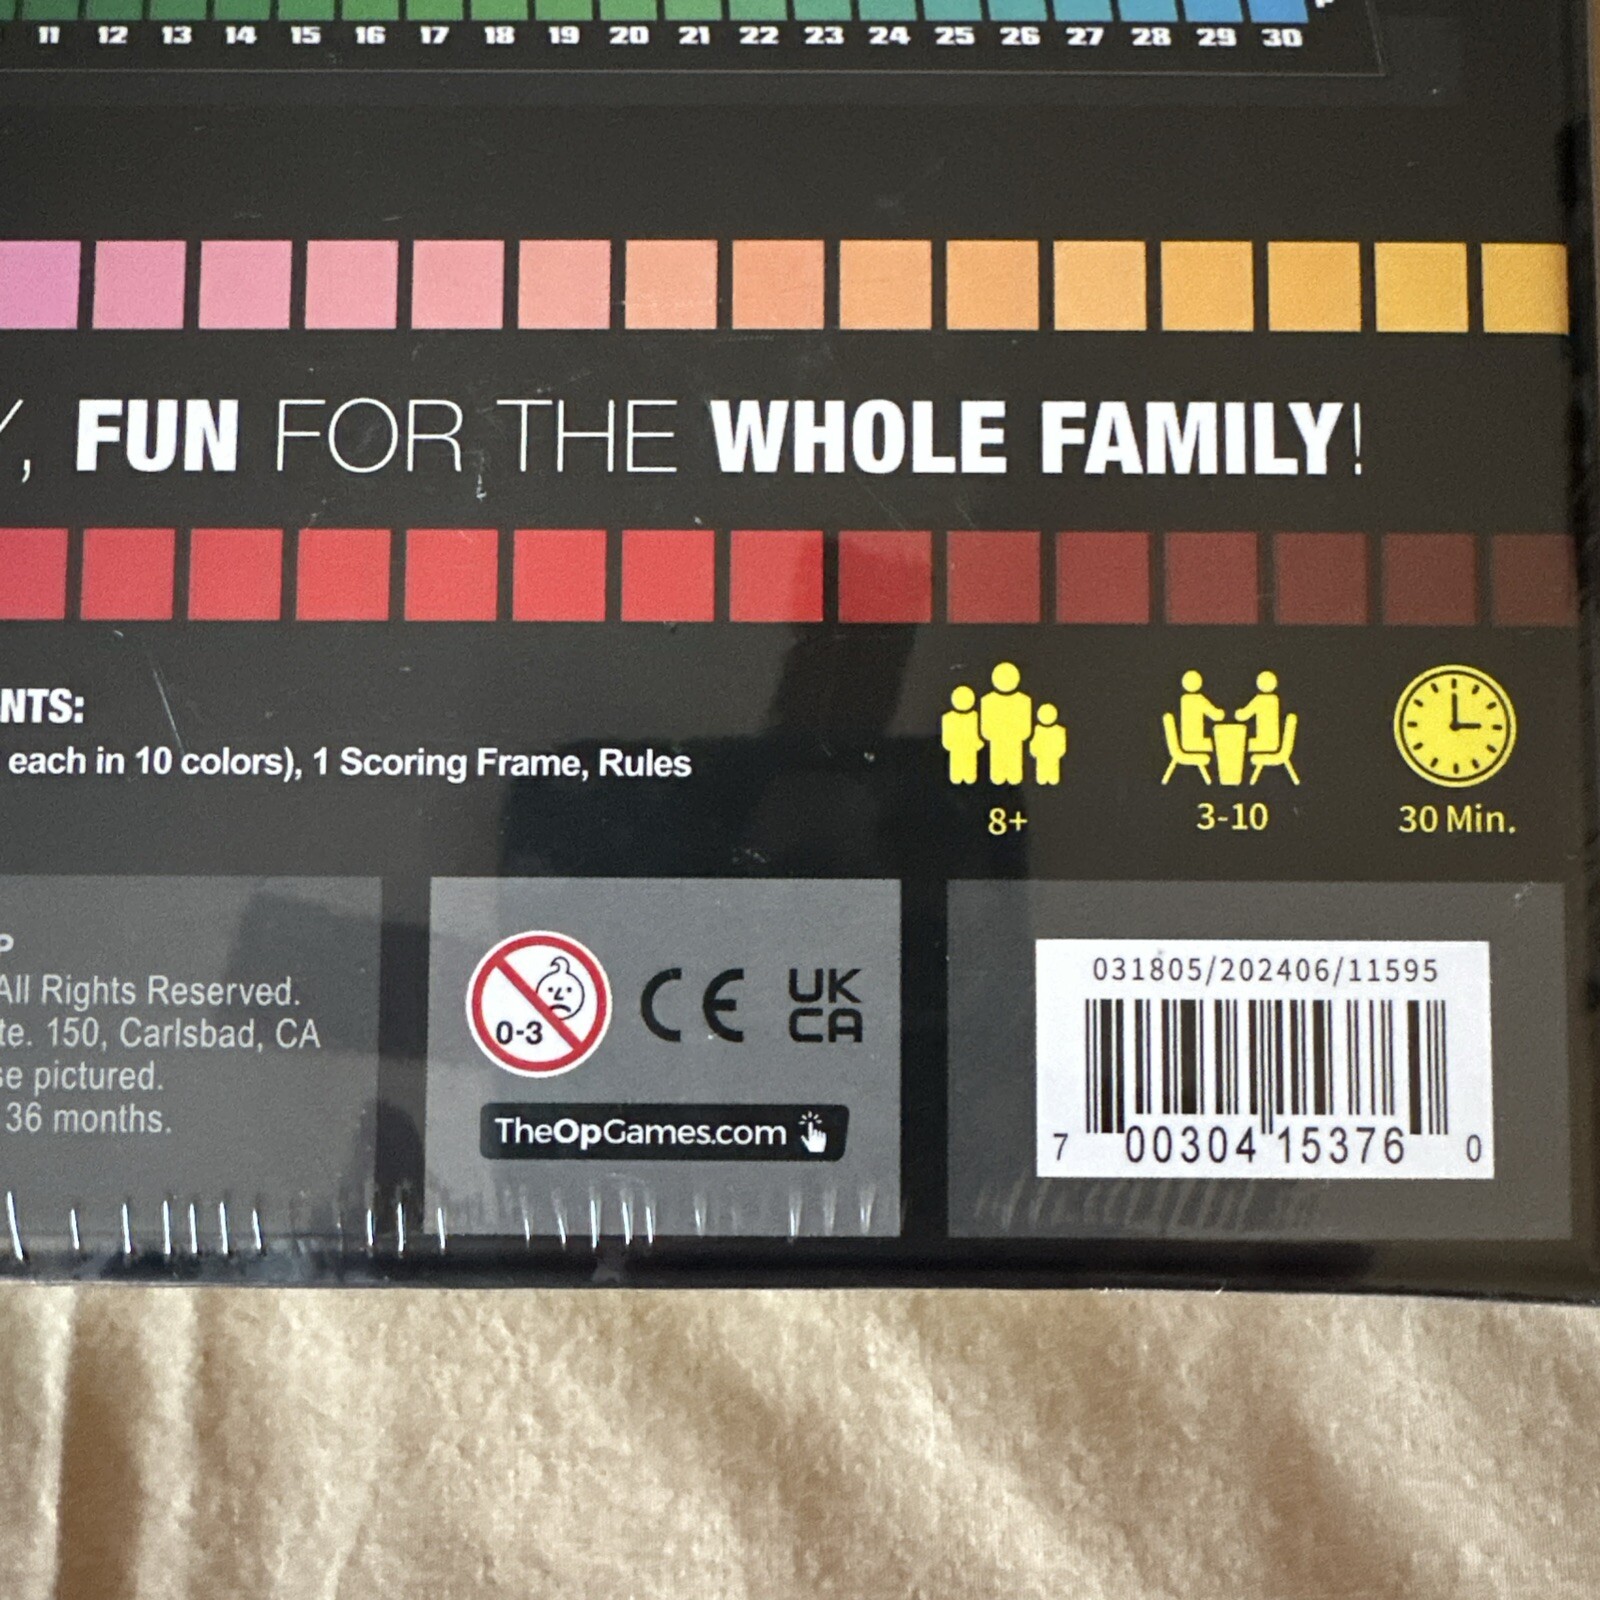 11 12 13 14 15 16 17 18 19 20 21 22 23 24 25 26 27 28 29 30
Y, FUN FOR THE WHOLE FAMILY!
NTS:
each in 10 colors), 1 Scoring Frame, Rules
8+
3-10
30 Min.
P
All Rights Reserved.
te. 150, Carlsbad, CA
se pictured.
36 months.
0-3
CE
UK
CA
TheOpGames.com
031805/202406/11595
7 00304 15376 0